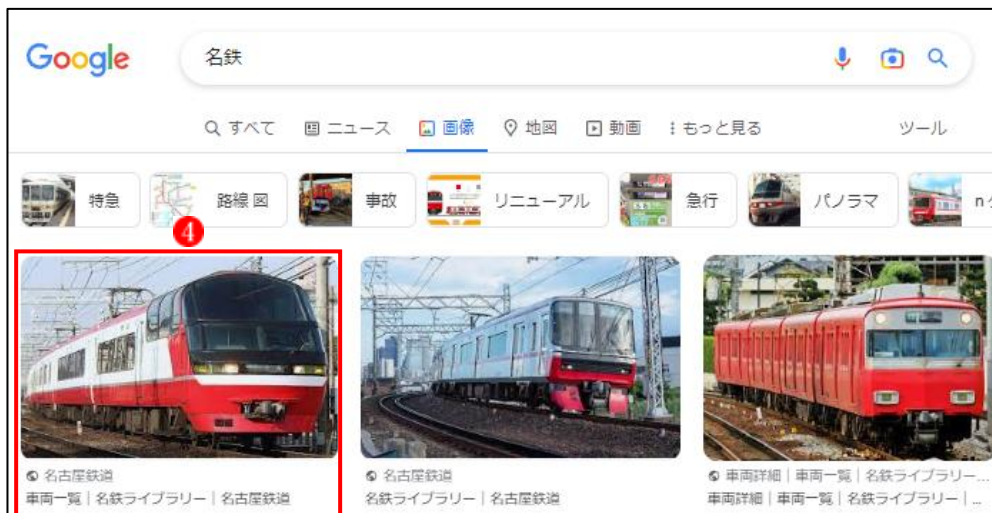 Google
名鉄
すべて
ニュース
画像
地図
動画
もっと見る
ツール
特急
路線図
事故
リニューアル
急行
パノラマ
4
名古屋鉄道
車両一覧 | 名鉄ライブラリー | 名古屋鉄道
名古屋鉄道
名鉄ライブラリー | 名古屋鉄道
車両詳細 | 車両一覧 | 名鉄ライブラリー...
車両詳細 | 車両一覧 | 名鉄ライブラリー | ...